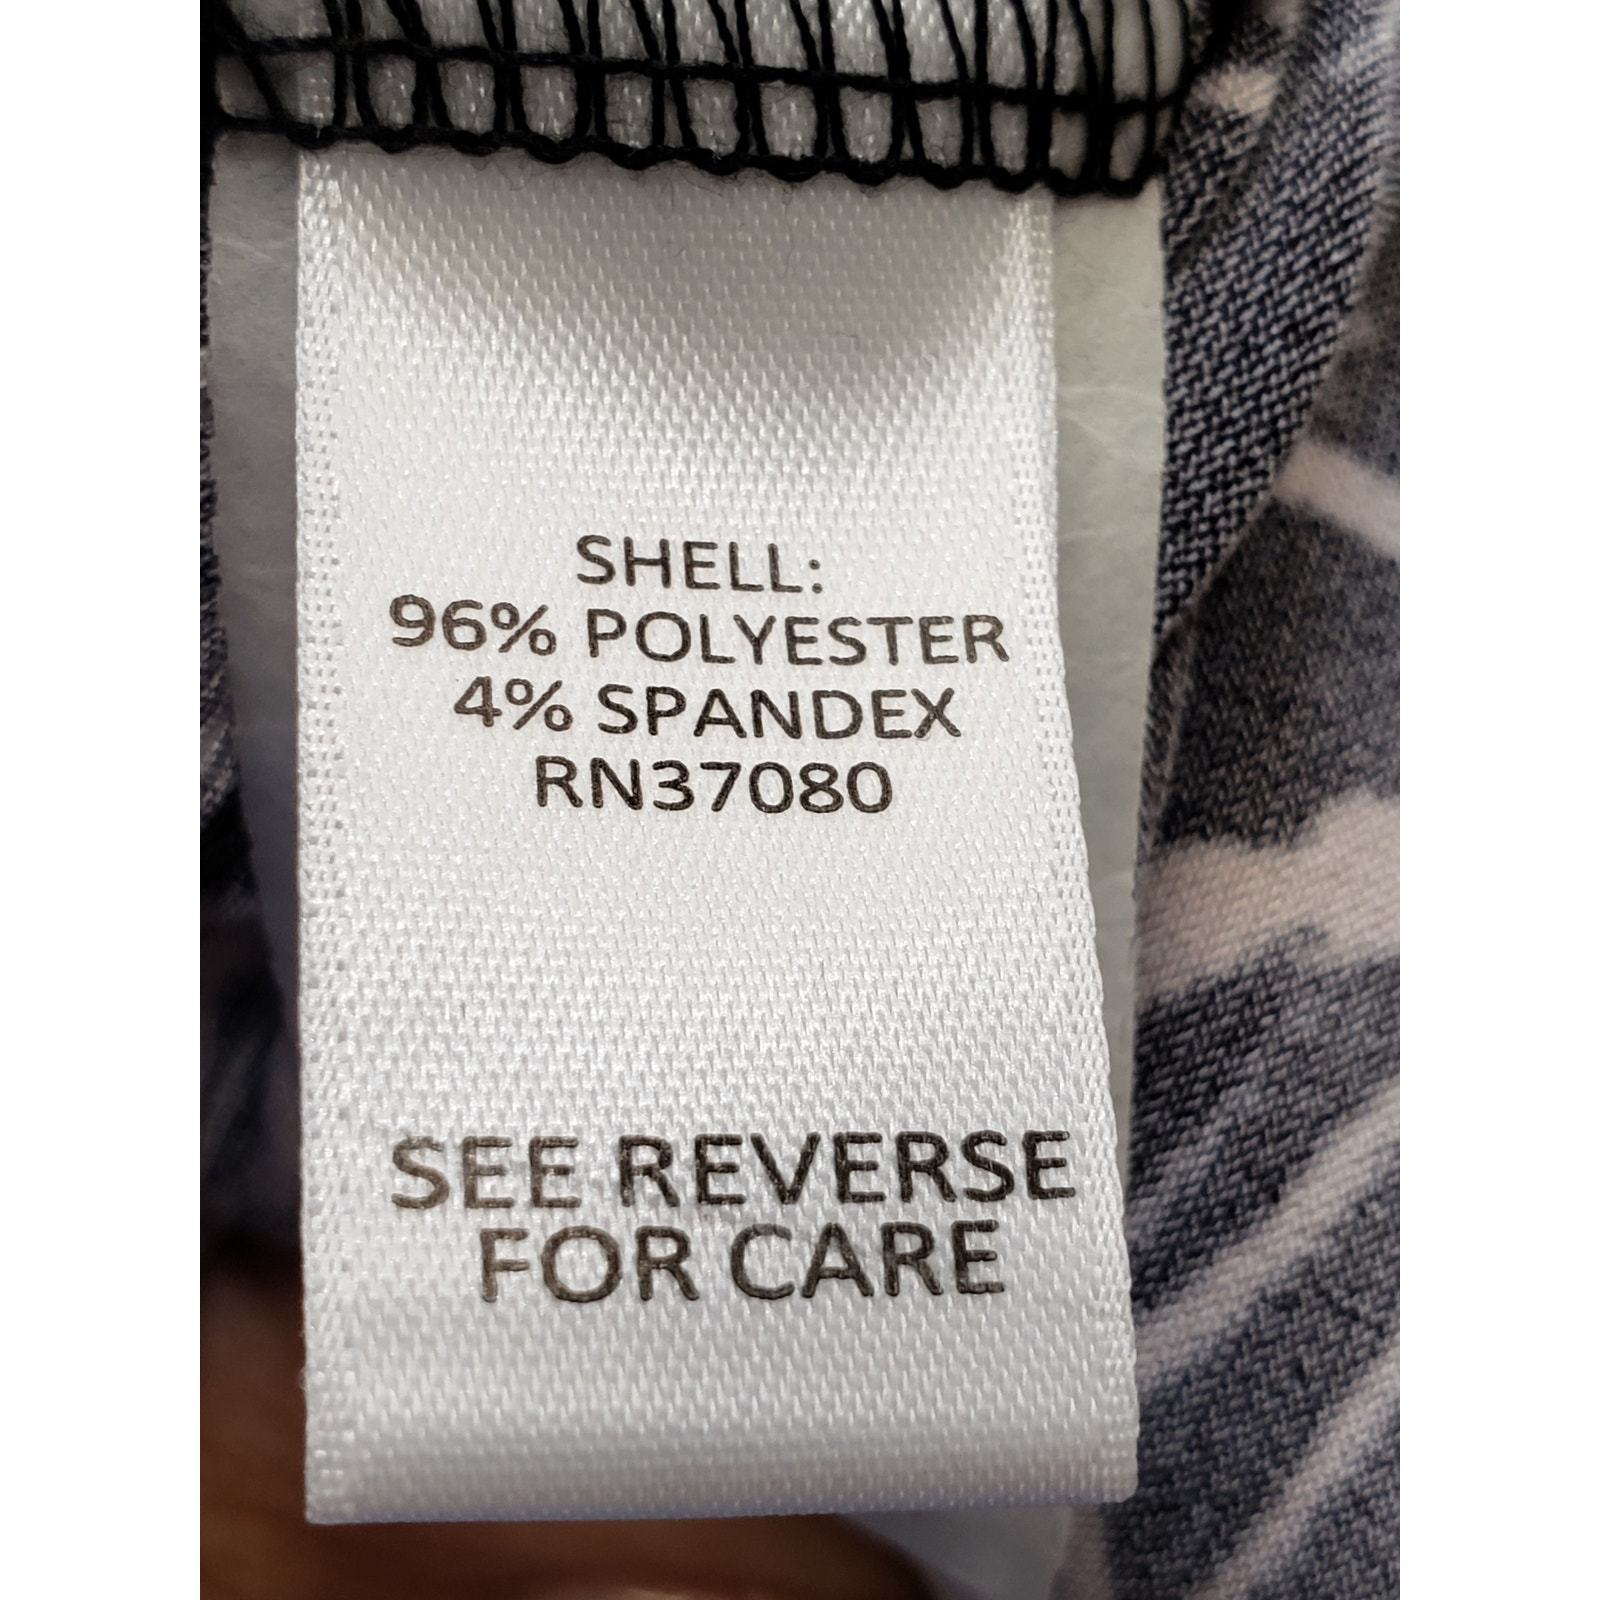 SHELL:
96% POLYESTER
4% SPANDEX
RN37080
SEE REVERSE
FOR CARE